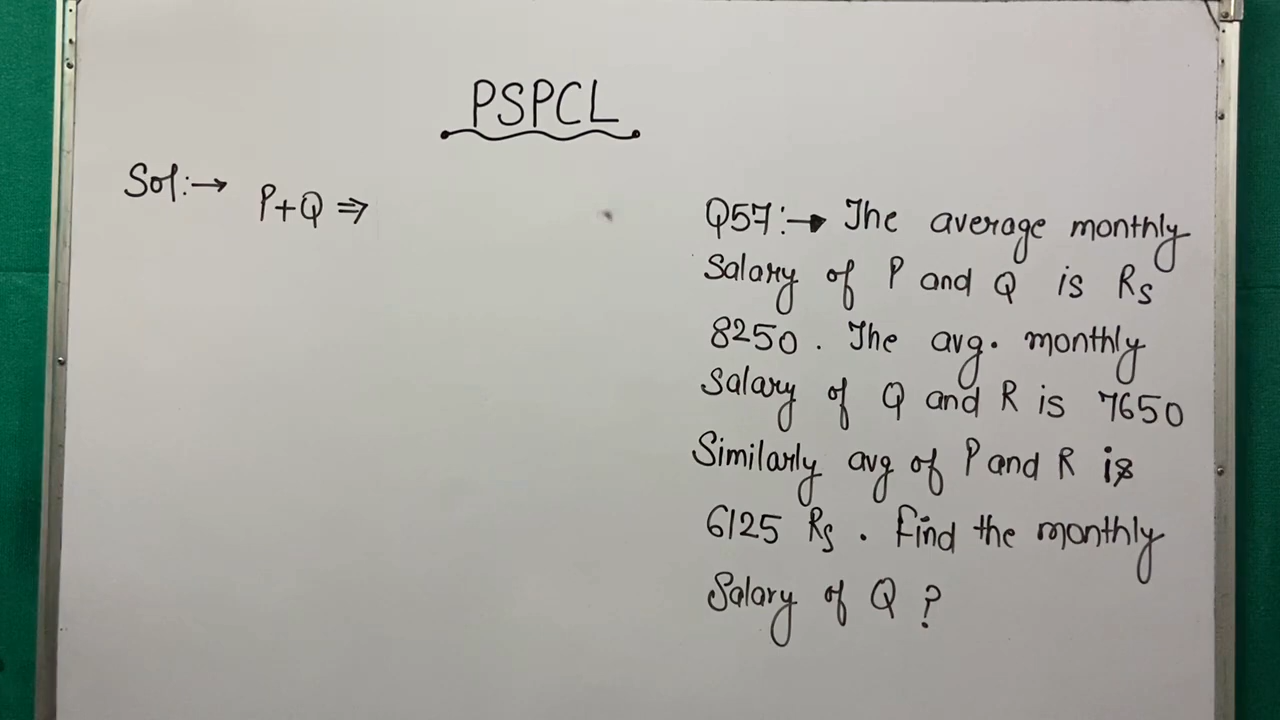 PSPCL
Sol:→ P+Q ⇒
Q57:→ The average monthly
Salary of P and Q is Rs
8250. The avg. monthly
Salary of Q and R is 7650
Similarly avg of P and R is
6125 Rs. Find the monthly
Salary of Q ?